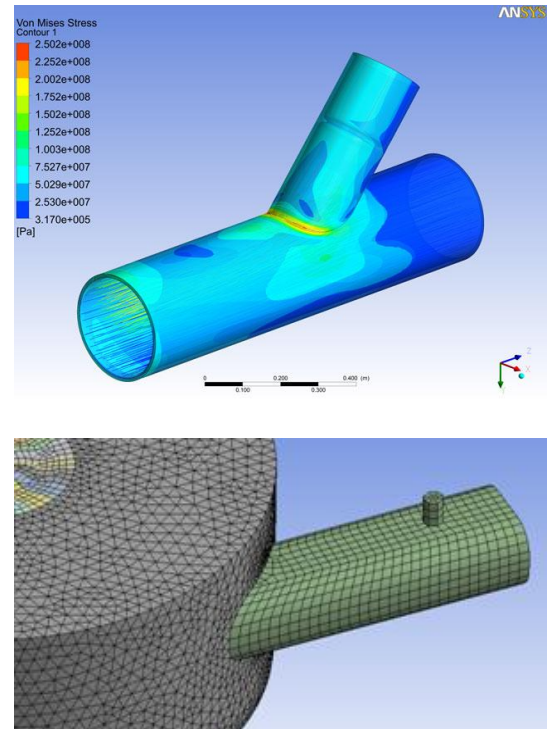 ANSYS
Von Mises Stress
Contour 1
2.502e+008
2.252e+008
2.002e+008
1.752e+008
1.502e+008
1.252e+008
1.003e+008
7.527e+007
5.029e+007
2.530e+007
3.170e+005
[Pa]
0 0.200 0.400 (m)
0.100 0.300
Z
X